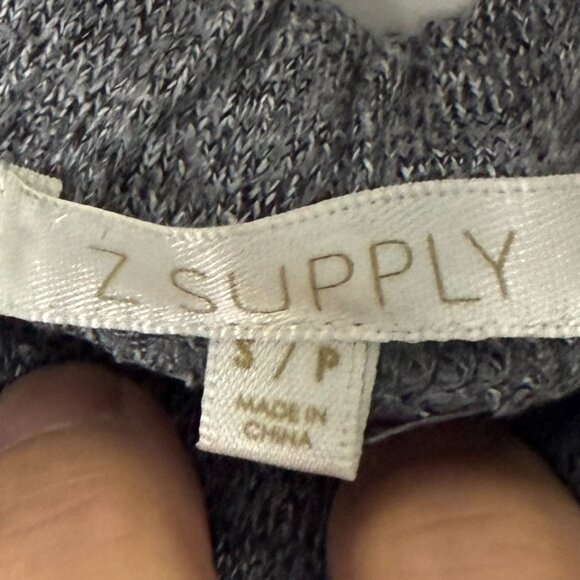 Z SUPPLY
S / P
MADE IN
CHINA